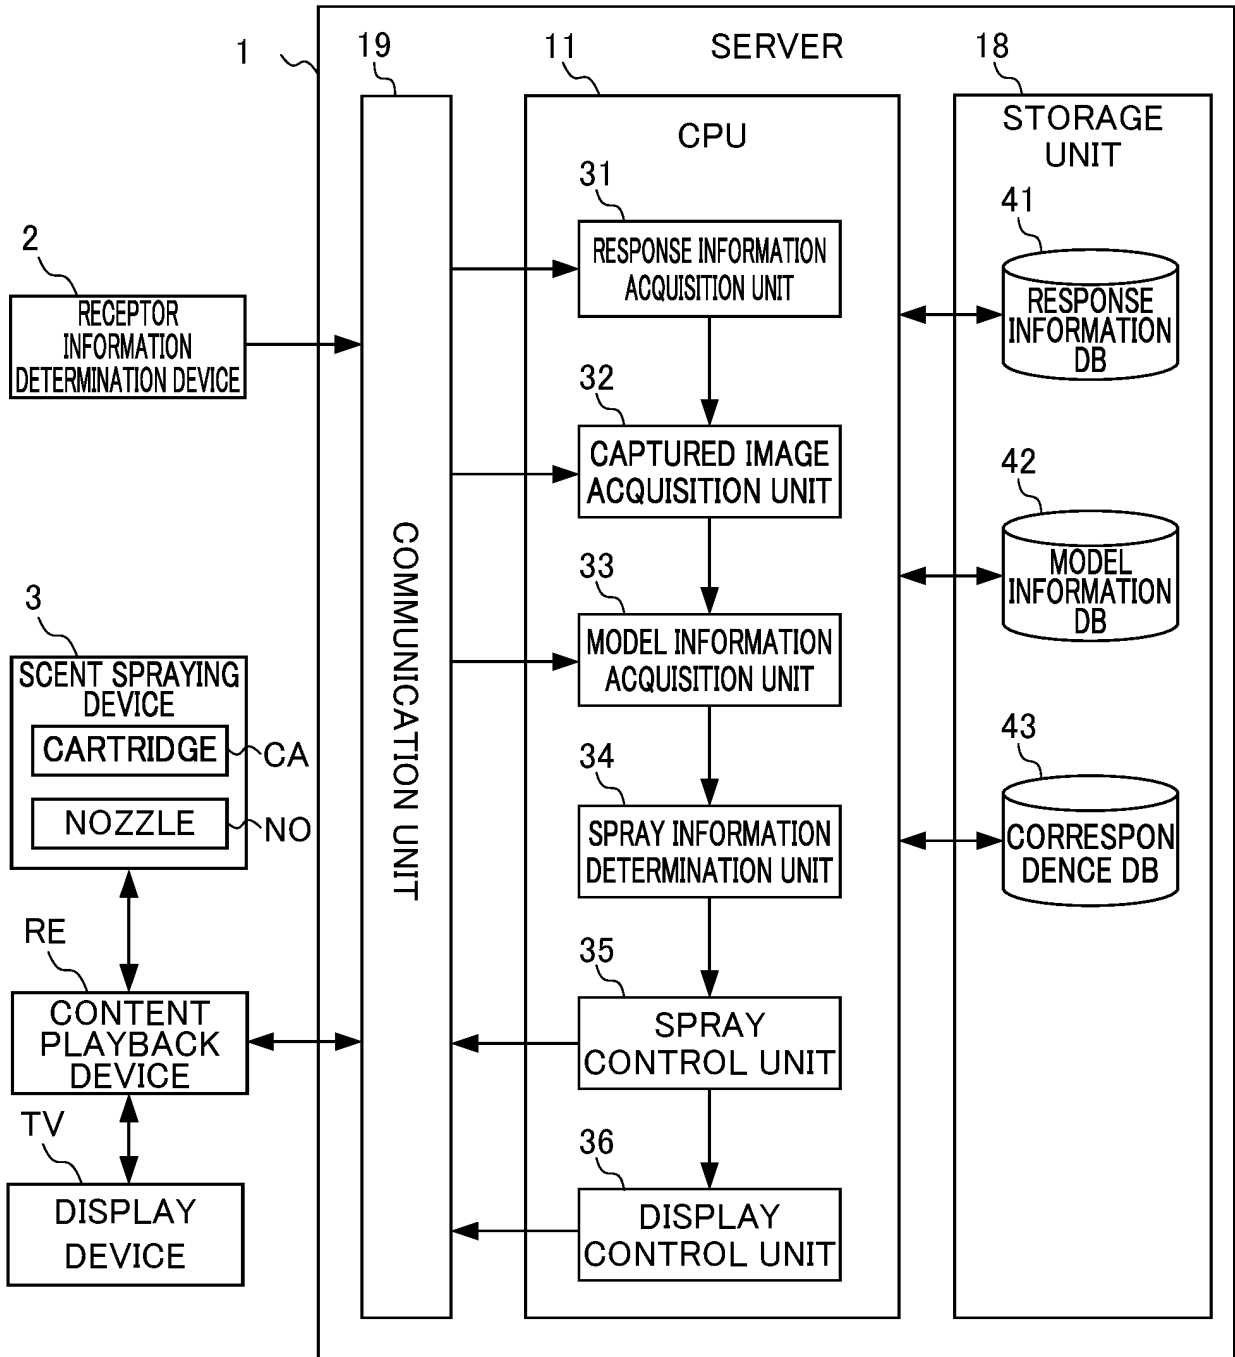 1
19
11
SERVER
18
CPU
STORAGE
UNIT
31
RESPONSE INFORMATION
ACQUISITION UNIT
41
RESPONSE
INFORMATION
DB
2
RECEPTOR
INFORMATION
DETERMINATION DEVICE
32
CAPTURED IMAGE
ACQUISITION UNIT
42
MODEL
INFORMATION
DB
COMMUNICATION UNIT
33
MODEL INFORMATION
ACQUISITION UNIT
3
SCENT SPRAYING
DEVICE
CARTRIDGE
CA
NOZZLE
NO
34
SPRAY INFORMATION
DETERMINATION UNIT
43
CORRESPON
DENCE DB
RE
CONTENT
PLAYBACK
DEVICE
35
SPRAY
CONTROL UNIT
TV
DISPLAY
DEVICE
36
DISPLAY
CONTROL UNIT